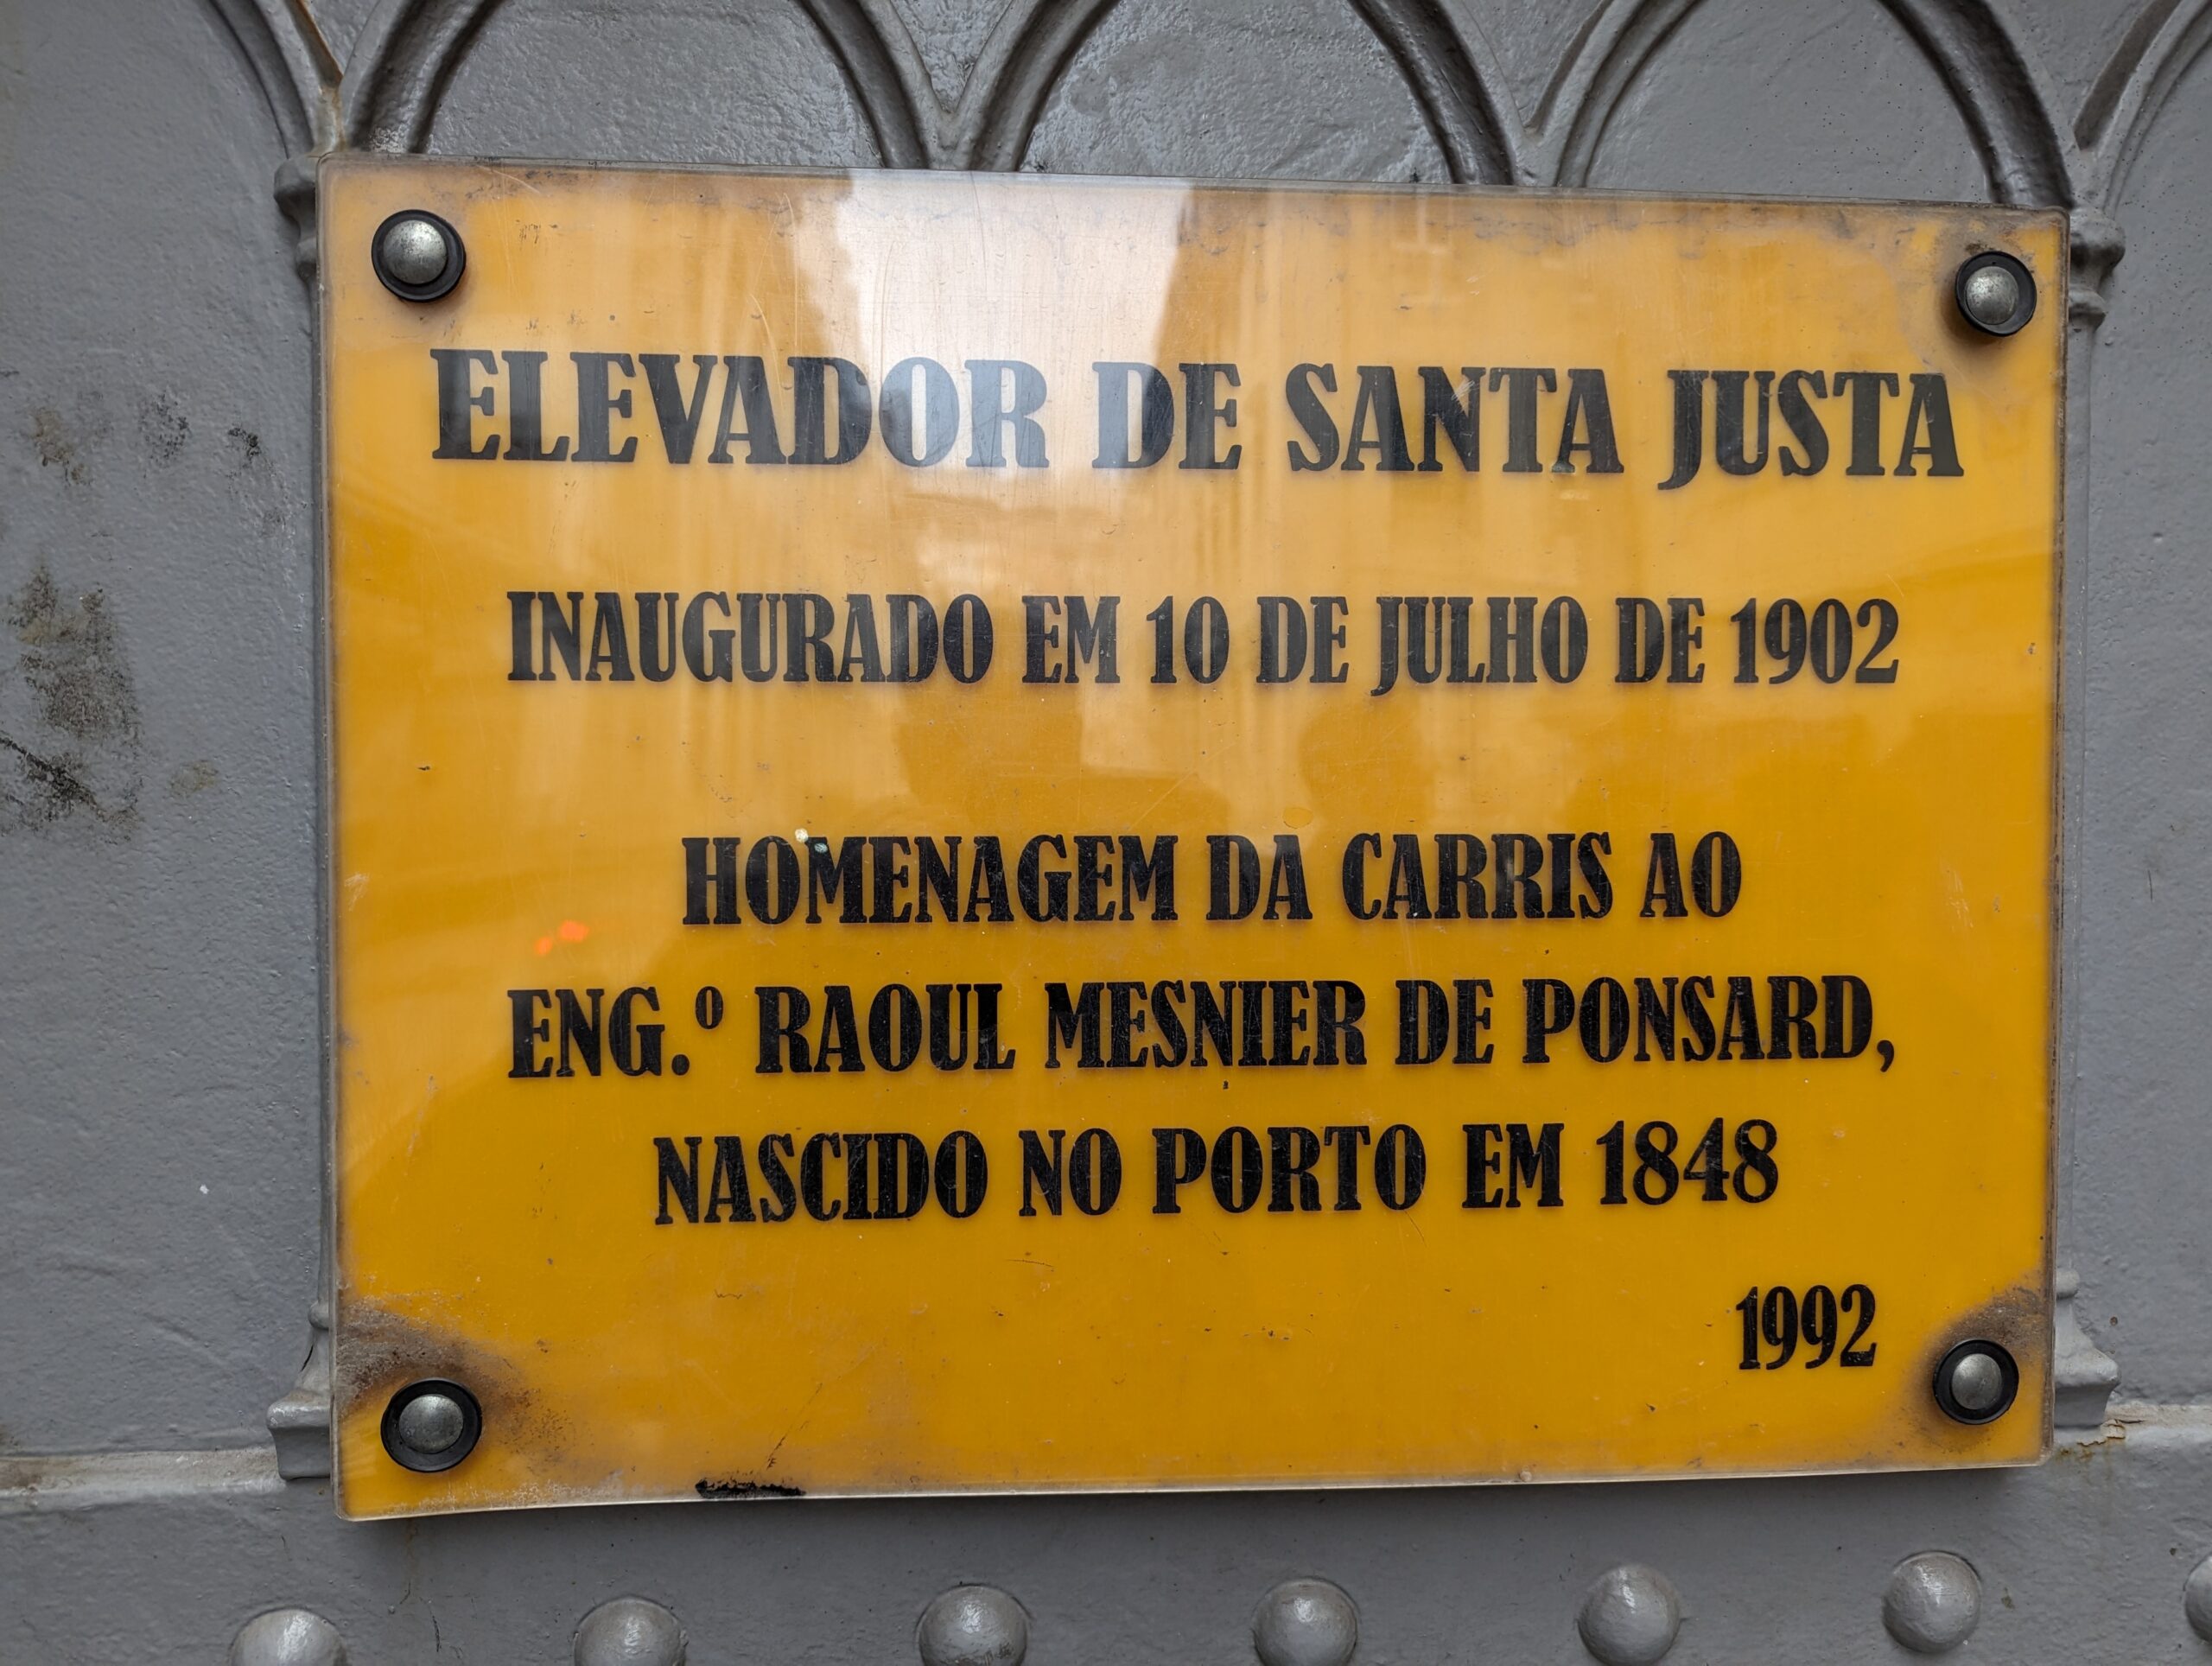 ELEVADOR DE SANTA JUSTA
INAUGURADO EM 10 DE JULHO DE 1902
HOMENAGEM DA CARRIS AO
ENG.º RAOUL MESNIER DE PONSARD,
NASCIDO NO PORTO EM 1848
1992